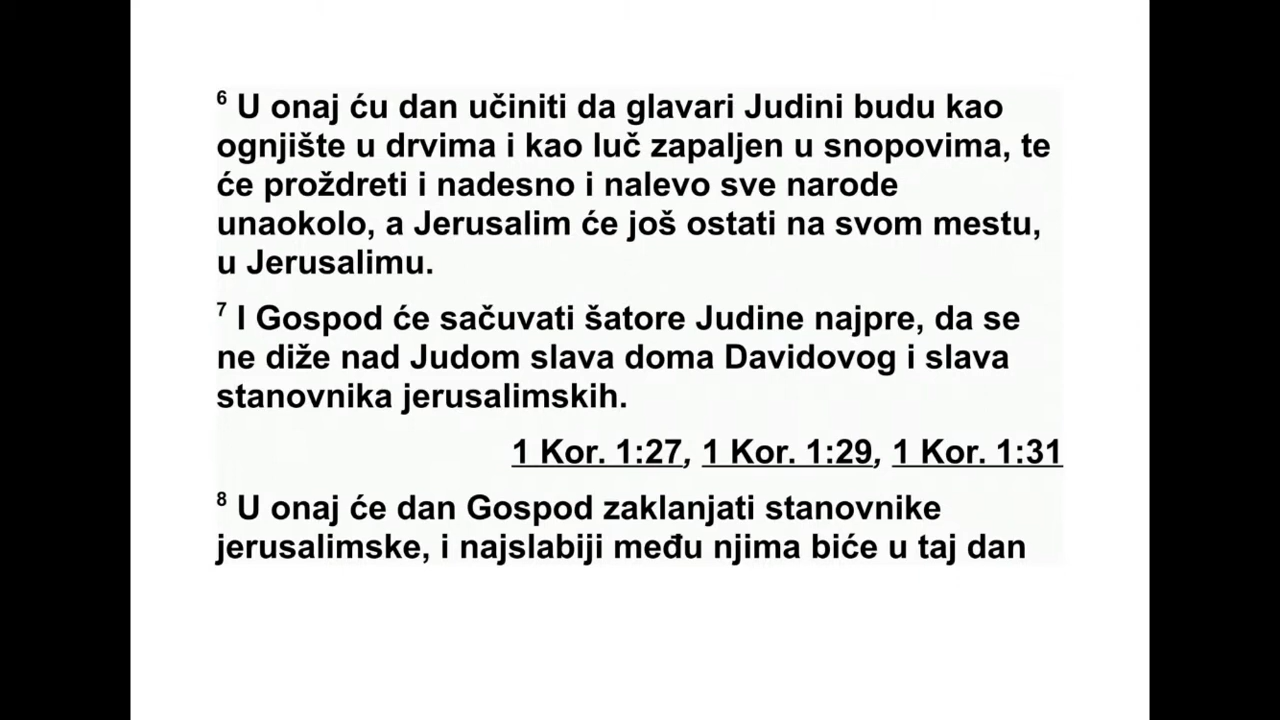 6 U onaj ću dan učiniti da glavari Judini budu kao
ognjište u drvima i kao luč zapaljen u snopovima, te
će proždreti i nadesno i nalevo sve narode
unaokolo, a Jerusalim će još ostati na svom mestu,
u Jerusalimu.
7 I Gospod će sačuvati šatore Judine najpre, da se
ne diže nad Judom slava doma Davidovog i slava
stanovnika jerusalimskih.
1 Kor. 1:27, 1 Kor. 1:29, 1 Kor. 1:31
8 U onaj će dan Gospod zaklanjati stanovnike
jerusalimske, i najslabiji među njima biće u taj dan